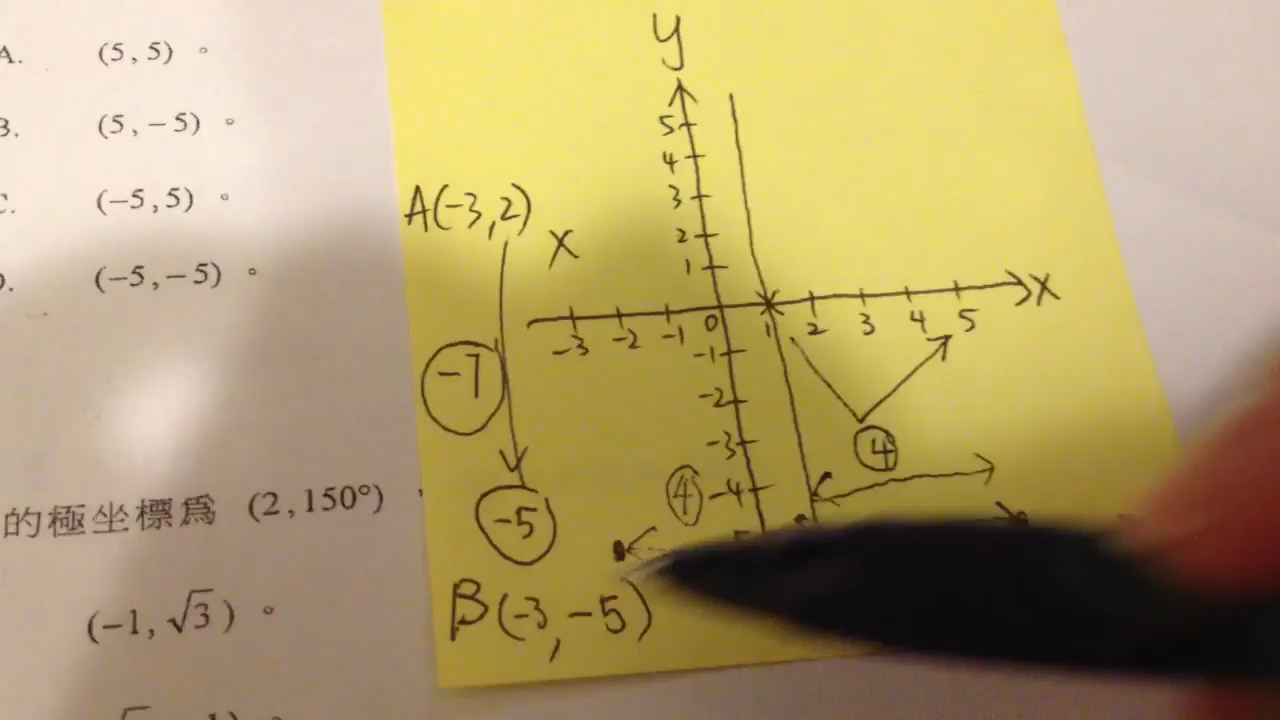 A. (5,5)。
B. (5,-5)。
C. (-5,5)。
D. (-5,-5)。
的極坐標為 (2,150°)，
(-1,√3)。
y
5
4
3
2
1
A(-3,2)
X
X
-3 -2 -1 0 1 2 3 4 5
-1
-2
-7
-3
④
④ -4
-5
B(-3,-5)